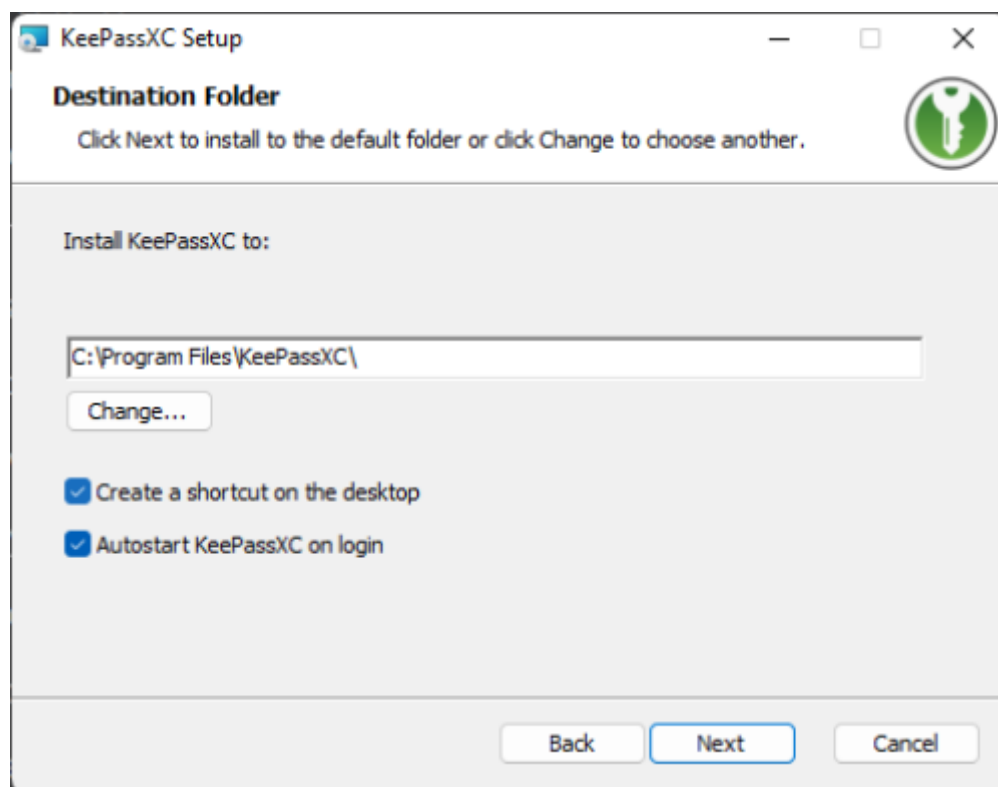 KeePassXC Setup
Destination Folder
Click Next to install to the default folder or click Change to choose another.
Install KeePassXC to:
C:\Program Files\KeePassXC\
Change...
Create a shortcut on the desktop
Autostart KeePassXC on login
Back Next Cancel